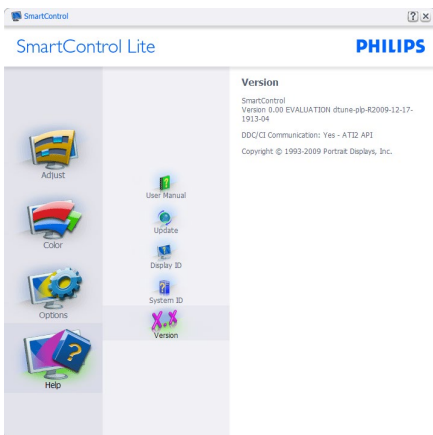 SmartControl
SmartControl Lite
PHILIPS
Adjust
Color
Options
Help
User Manual
Update
Display ID
System ID
X.X
Version
Version
SmartControl
Version 0.00 EVALUATION dtune-plp-R2009-12-17-
1913-04
DDC/CI Communication: Yes - ATI2 API
Copyright © 1993-2009 Portrait Displays, Inc.